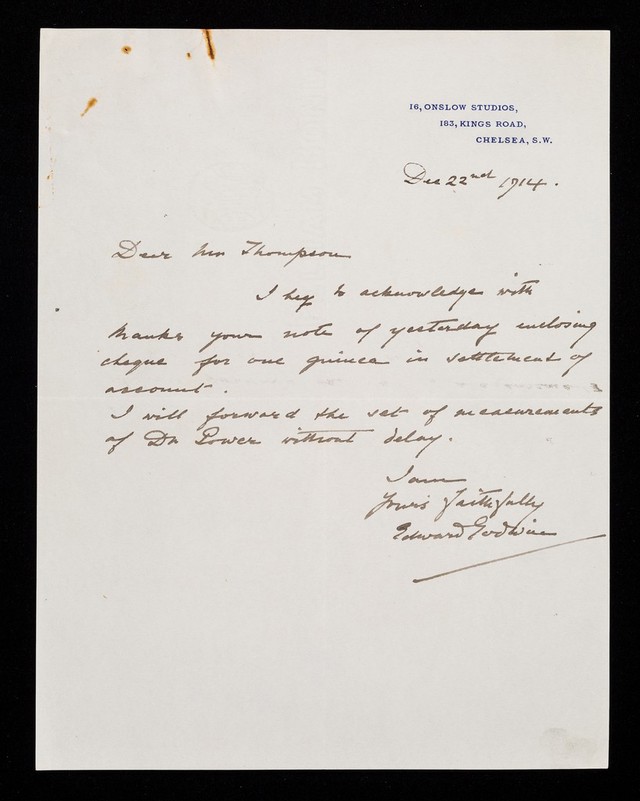 16, ONSLOW STUDIOS,
183, KINGS ROAD,
CHELSEA, S.W.
Dec 22nd 1914.
Dear Mr Thompson
I beg to acknowledge with
thanks your note of yesterday enclosing
cheque for one guinea in settlement of
account.
I will forward the set of measurements
of Dr Power without delay.
I am
Yours faithfully
Edward Godwin